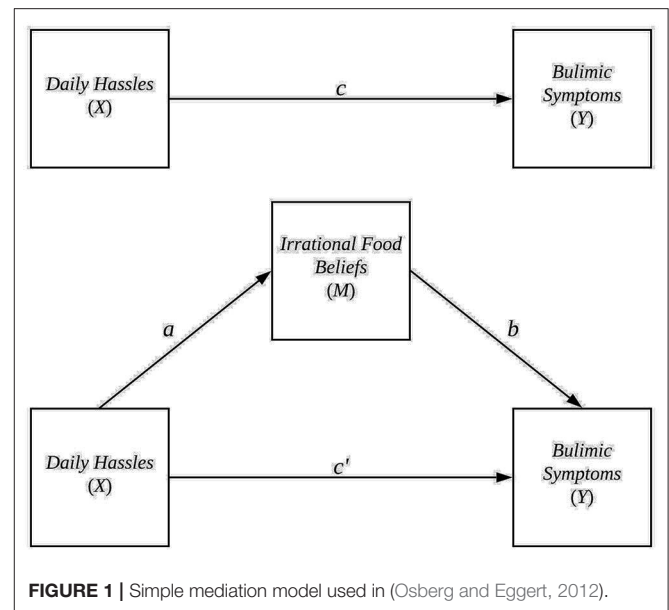 Daily Hassles
(X)
c
Bulimic
Symptoms
(Y)
Irrational Food
Beliefs
(M)
a
b
Daily Hassles
(X)
c'
Bulimic
Symptoms
(Y)
FIGURE 1 | Simple mediation model used in (Osberg and Eggert, 2012).